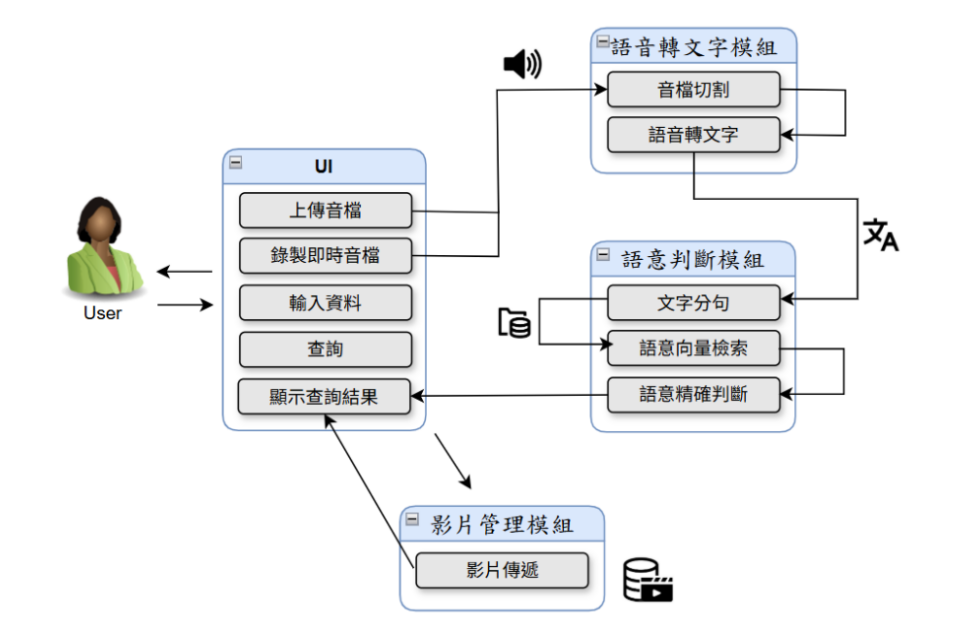 語音轉文字模組
音檔切割
語音轉文字
UI
上傳音檔
錄製即時音檔
輸入資料
查詢
顯示查詢結果
User
文A
語意判斷模組
文字分句
語意向量檢索
語意精確判斷
影片管理模組
影片傳遞